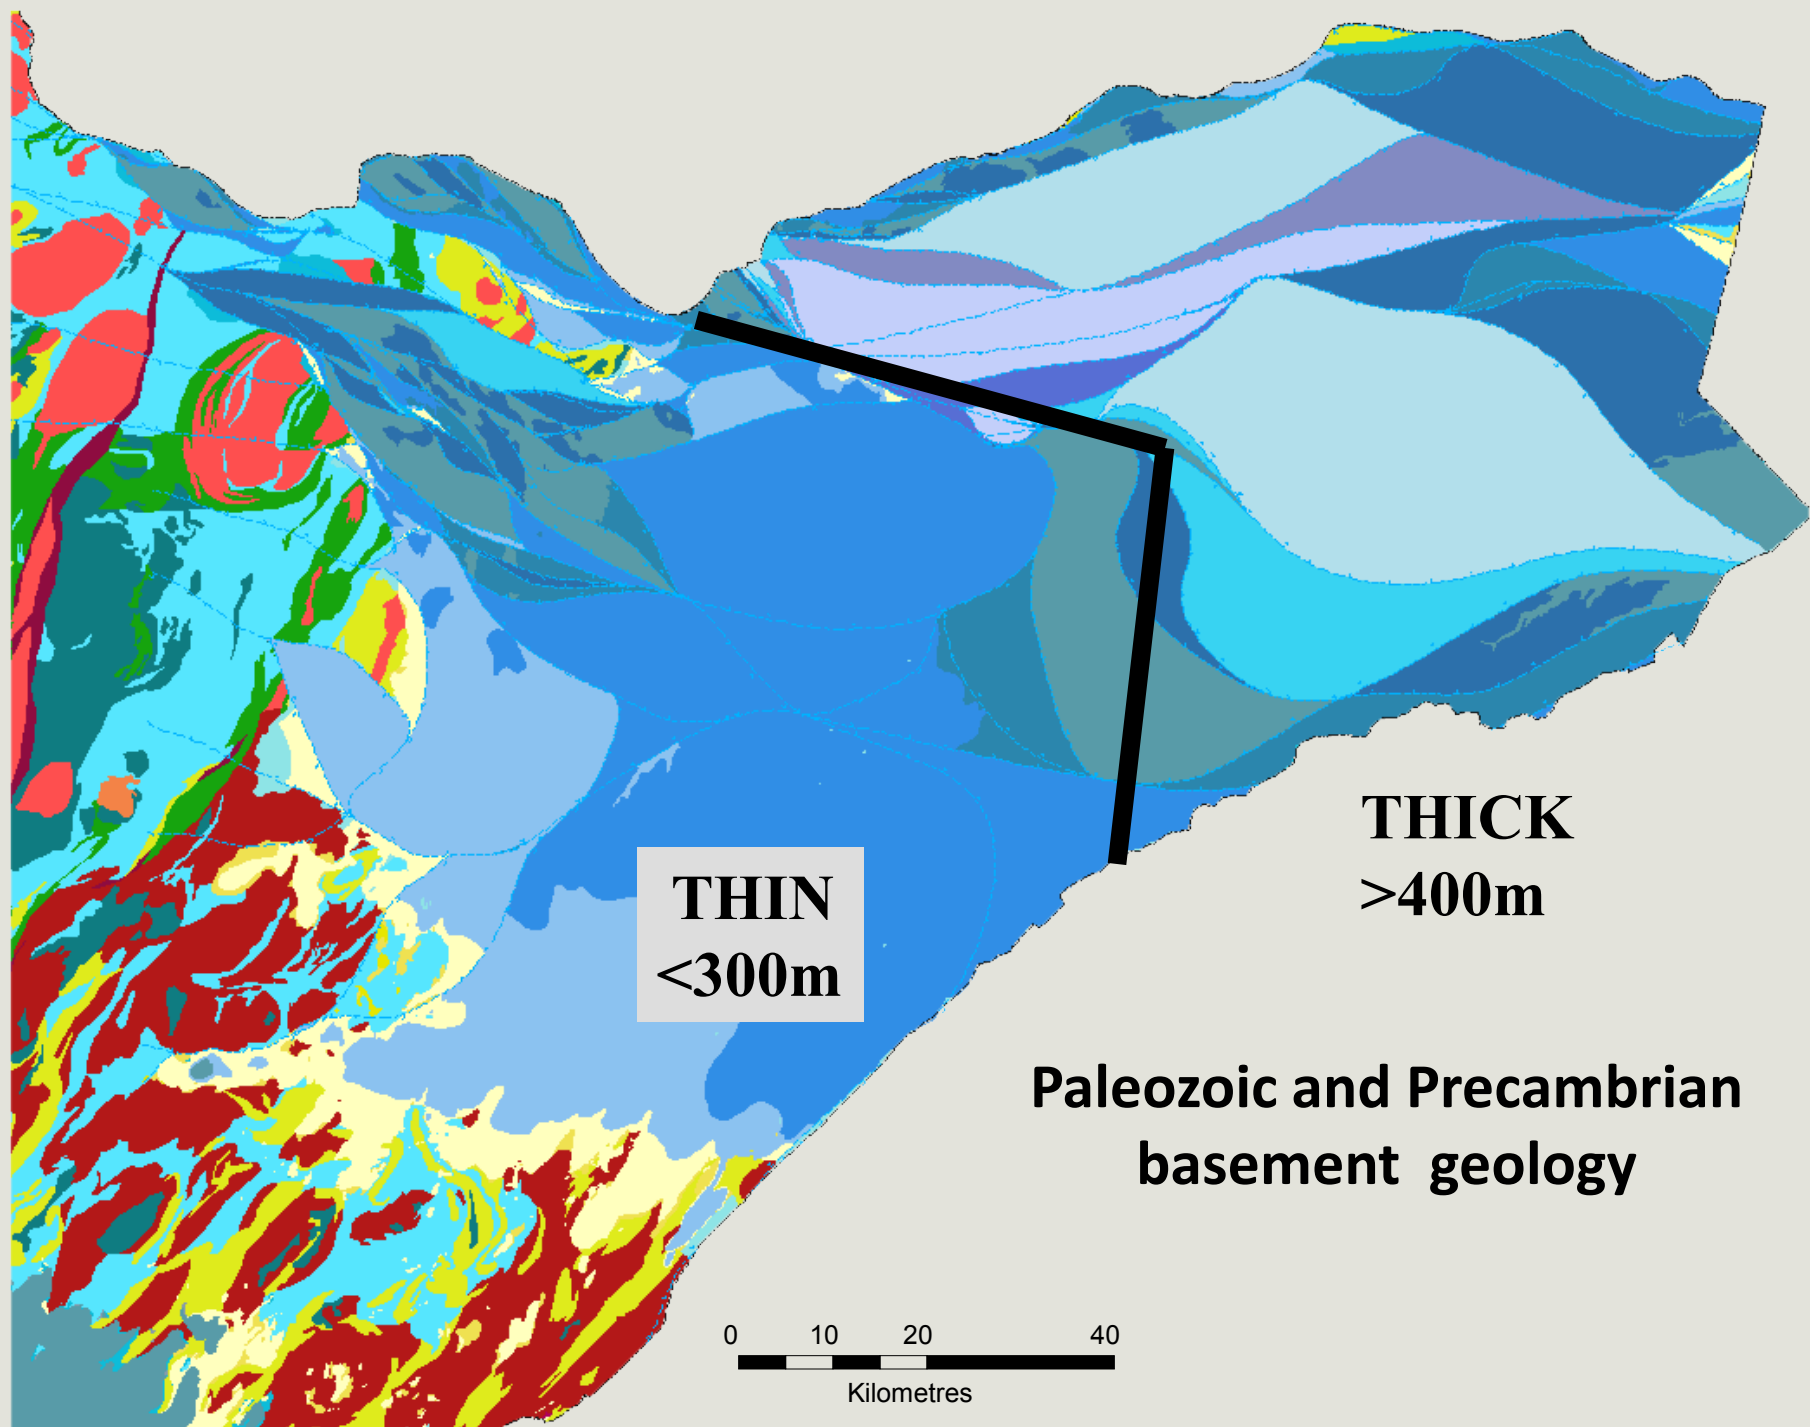 THICK
>400m
THIN
<300m
Paleozoic and Precambrian
basement geology
0 10 20 40
Kilometres